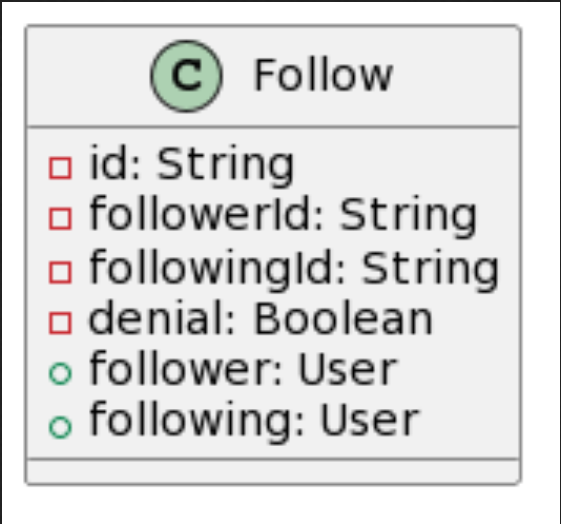 C Follow
id: String
followerId: String
followingId: String
denial: Boolean
follower: User
following: User